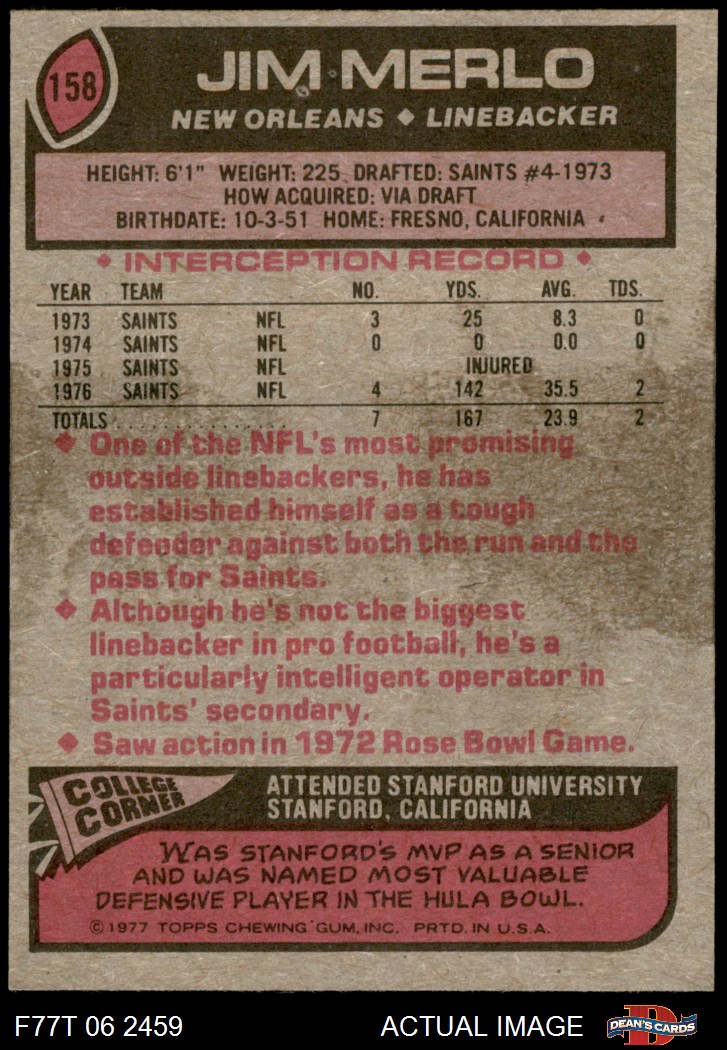 158
JIM MERLO
NEW ORLEANS ◆ LINEBACKER
HEIGHT: 6'1" WEIGHT: 225 DRAFTED: SAINTS #4-1973
HOW ACQUIRED: VIA DRAFT
BIRTHDATE: 10-3-51 HOME: FRESNO, CALIFORNIA
◆ INTERCEPTION RECORD ◆
YEAR TEAM NO. YDS. AVG. TDS.
1973 SAINTS NFL 3 25 8.3 0
1974 SAINTS NFL 0 0 0.0 0
1975 SAINTS NFL INJURED
1976 SAINTS NFL 4 142 35.5 2
TOTALS . . . . . . . . . . . . . . . . 7 167 23.9 2
◆ One of the NFL's most promising
outside linebackers, he has
established himself as a tough
defender against both the run and the
pass for Saints.
◆ Although he's not the biggest
linebacker in pro football, he's a
particularly intelligent operator in
Saints' secondary.
◆ Saw action in 1972 Rose Bowl Game.
COLLEGE
CORNER
ATTENDED STANFORD UNIVERSITY
STANFORD, CALIFORNIA
WAS STANFORD'S MVP AS A SENIOR
AND WAS NAMED MOST VALUABLE
DEFENSIVE PLAYER IN THE HULA BOWL.
©1977 TOPPS CHEWING GUM, INC. PRTD. IN U.S.A.
F77T 06 2459 ACTUAL IMAGE D DEAN'S CARDS